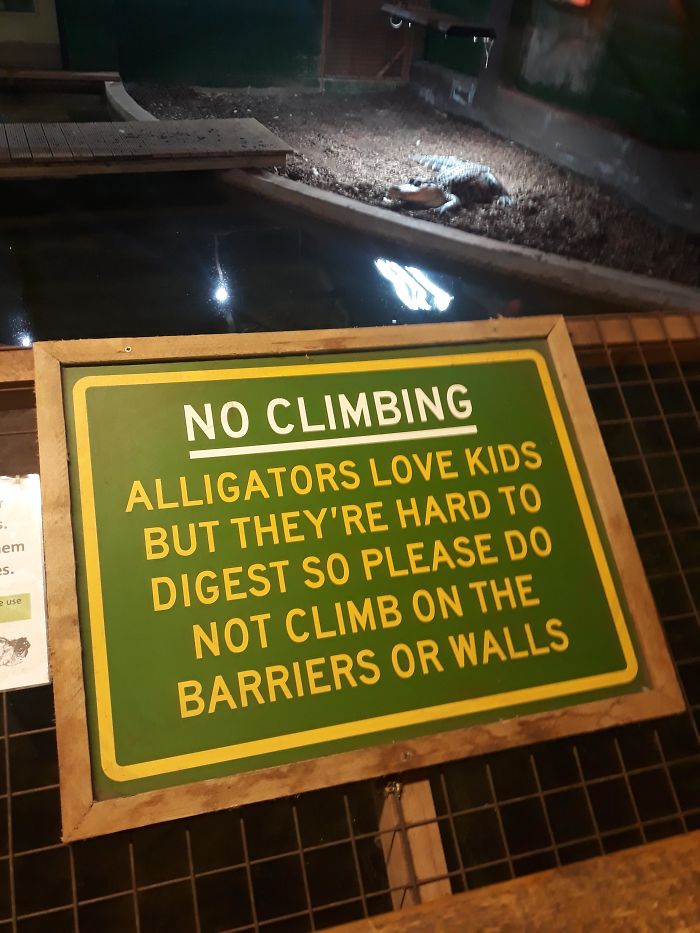 NO CLIMBING
ALLIGATORS LOVE KIDS
BUT THEY'RE HARD TO
DIGEST SO PLEASE DO
NOT CLIMB ON THE
BARRIERS OR WALLS
use